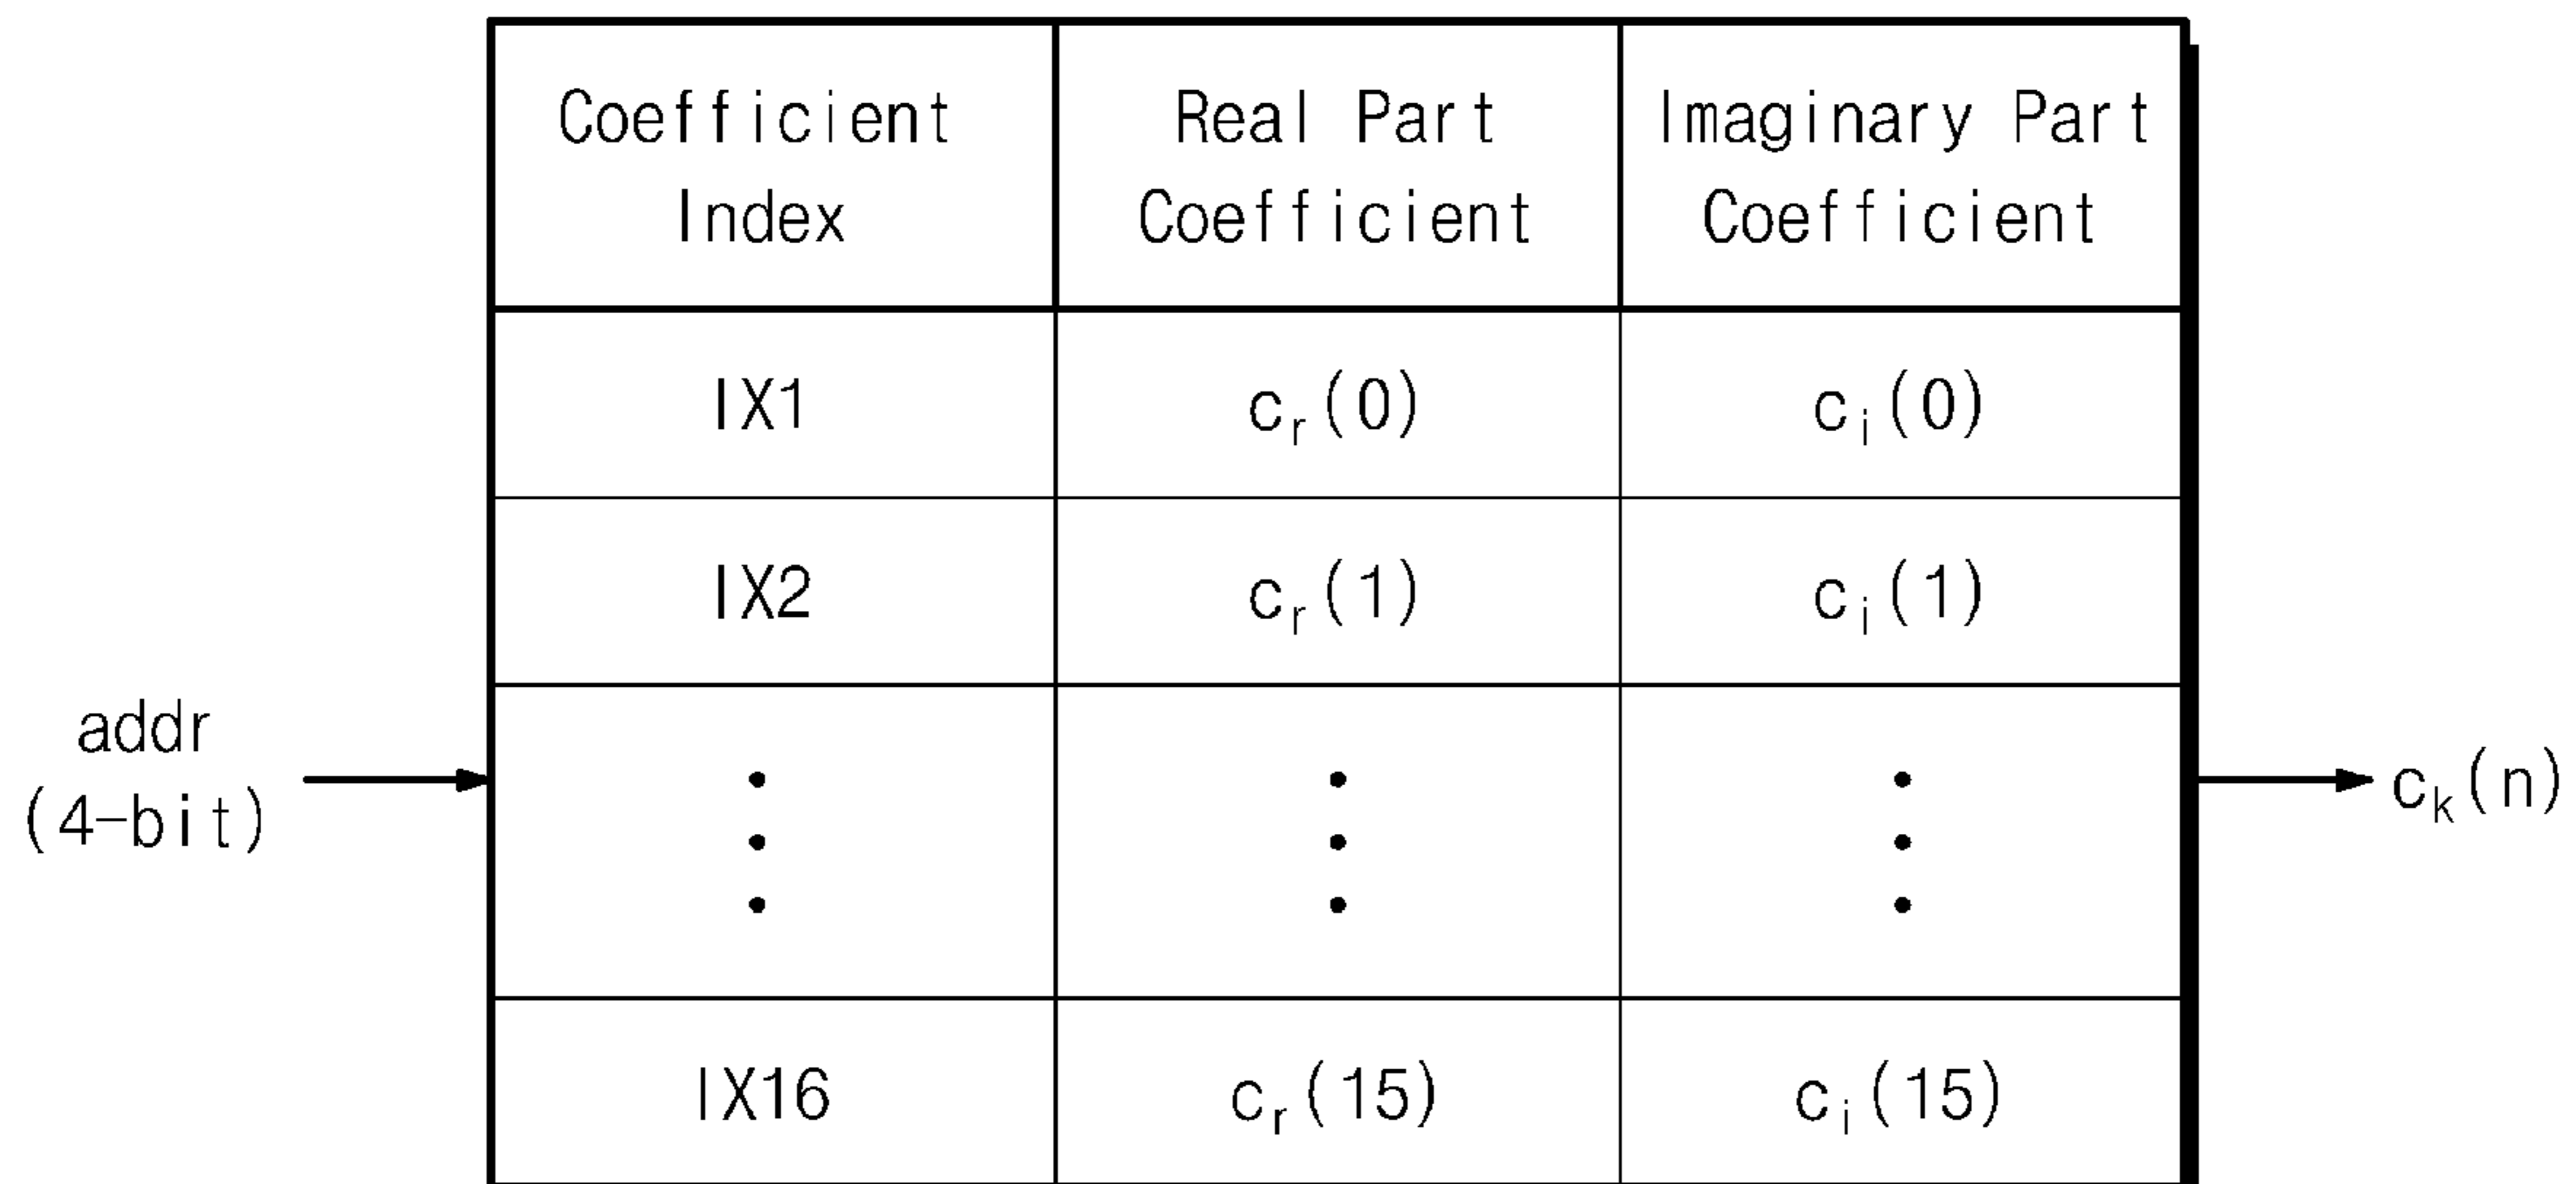 Coefficient
Index
Real Part
Coefficient
Imaginary Part
Coefficient
IX1
cᵣ(0)
cᵢ(0)
IX2
cᵣ(1)
cᵢ(1)
addr
(4-bit)
cₖ(n)
IX16
cᵣ(15)
cᵢ(15)